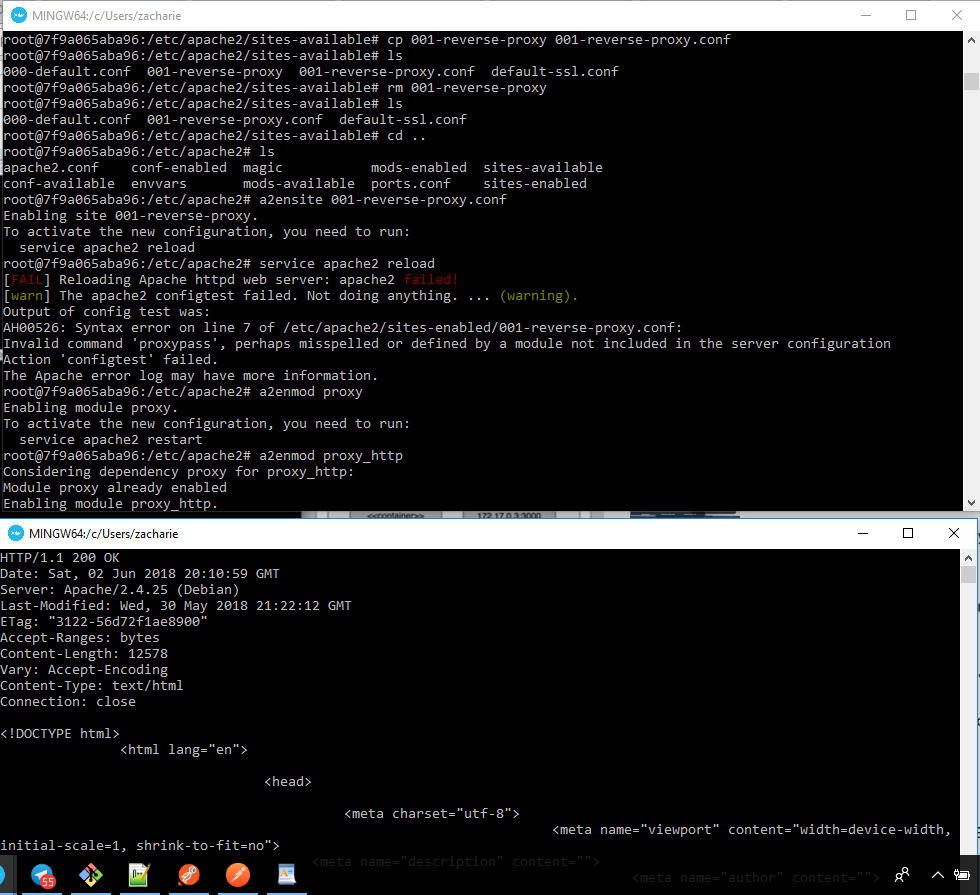 MINGW64:/c/Users/zacharie
root@7f9a065aba96:/etc/apache2/sites-available# cp 001-reverse-proxy 001-reverse-proxy.conf
root@7f9a065aba96:/etc/apache2/sites-available# ls
000-default.conf  001-reverse-proxy  001-reverse-proxy.conf  default-ssl.conf
root@7f9a065aba96:/etc/apache2/sites-available# rm 001-reverse-proxy
root@7f9a065aba96:/etc/apache2/sites-available# ls
000-default.conf  001-reverse-proxy.conf  default-ssl.conf
root@7f9a065aba96:/etc/apache2/sites-available# cd ..
root@7f9a065aba96:/etc/apache2# ls
apache2.conf    conf-enabled  magic           mods-enabled  sites-available
conf-available  envvars       mods-available  ports.conf    sites-enabled
root@7f9a065aba96:/etc/apache2# a2ensite 001-reverse-proxy.conf
Enabling site 001-reverse-proxy.
To activate the new configuration, you need to run:
  service apache2 reload
root@7f9a065aba96:/etc/apache2# service apache2 reload
[FAIL] Reloading Apache httpd web server: apache2 failed!
[warn] The apache2 configtest failed. Not doing anything. ... (warning).
Output of config test was:
AH00526: Syntax error on line 7 of /etc/apache2/sites-enabled/001-reverse-proxy.conf:
Invalid command 'proxypass', perhaps misspelled or defined by a module not included in the server configuration
Action 'configtest' failed.
The Apache error log may have more information.
root@7f9a065aba96:/etc/apache2# a2enmod proxy
Enabling module proxy.
To activate the new configuration, you need to run:
  service apache2 restart
root@7f9a065aba96:/etc/apache2# a2enmod proxy_http
Considering dependency proxy for proxy_http:
Module proxy already enabled
Enabling module proxy_http.
<<container>> 172.17.0.3:3000
MINGW64:/c/Users/zacharie
HTTP/1.1 200 OK
Date: Sat, 02 Jun 2018 20:10:59 GMT
Server: Apache/2.4.25 (Debian)
Last-Modified: Wed, 30 May 2018 21:22:12 GMT
ETag: "3122-56d72f1ae8900"
Accept-Ranges: bytes
Content-Length: 12578
Vary: Accept-Encoding
Content-Type: text/html
Connection: close
<!DOCTYPE html>
<html lang="en">
<head>
<meta charset="utf-8">
<meta name="viewport" content="width=device-width,
initial-scale=1, shrink-to-fit=no">
<meta name="description" content="">
<meta name="author" content="">
55